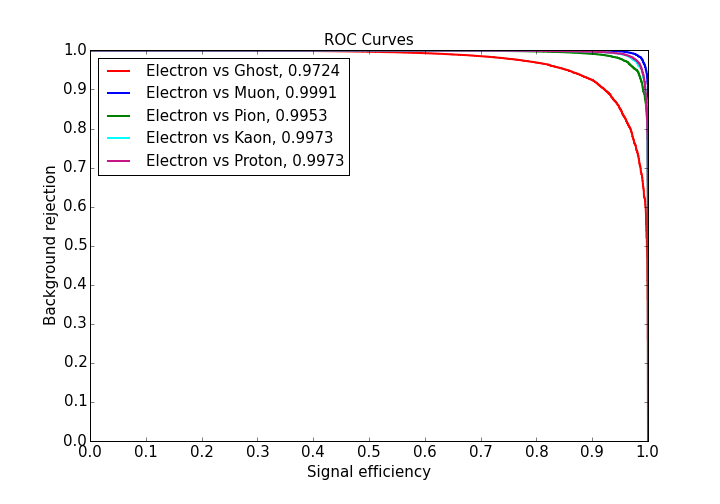 ROC Curves
1.0
0.9
0.8
0.7
0.6
0.5
0.4
0.3
0.2
0.1
0.0
Background rejection
Electron vs Ghost, 0.9724
Electron vs Muon, 0.9991
Electron vs Pion, 0.9953
Electron vs Kaon, 0.9973
Electron vs Proton, 0.9973
0.0 0.1 0.2 0.3 0.4 0.5 0.6 0.7 0.8 0.9 1.0
Signal efficiency